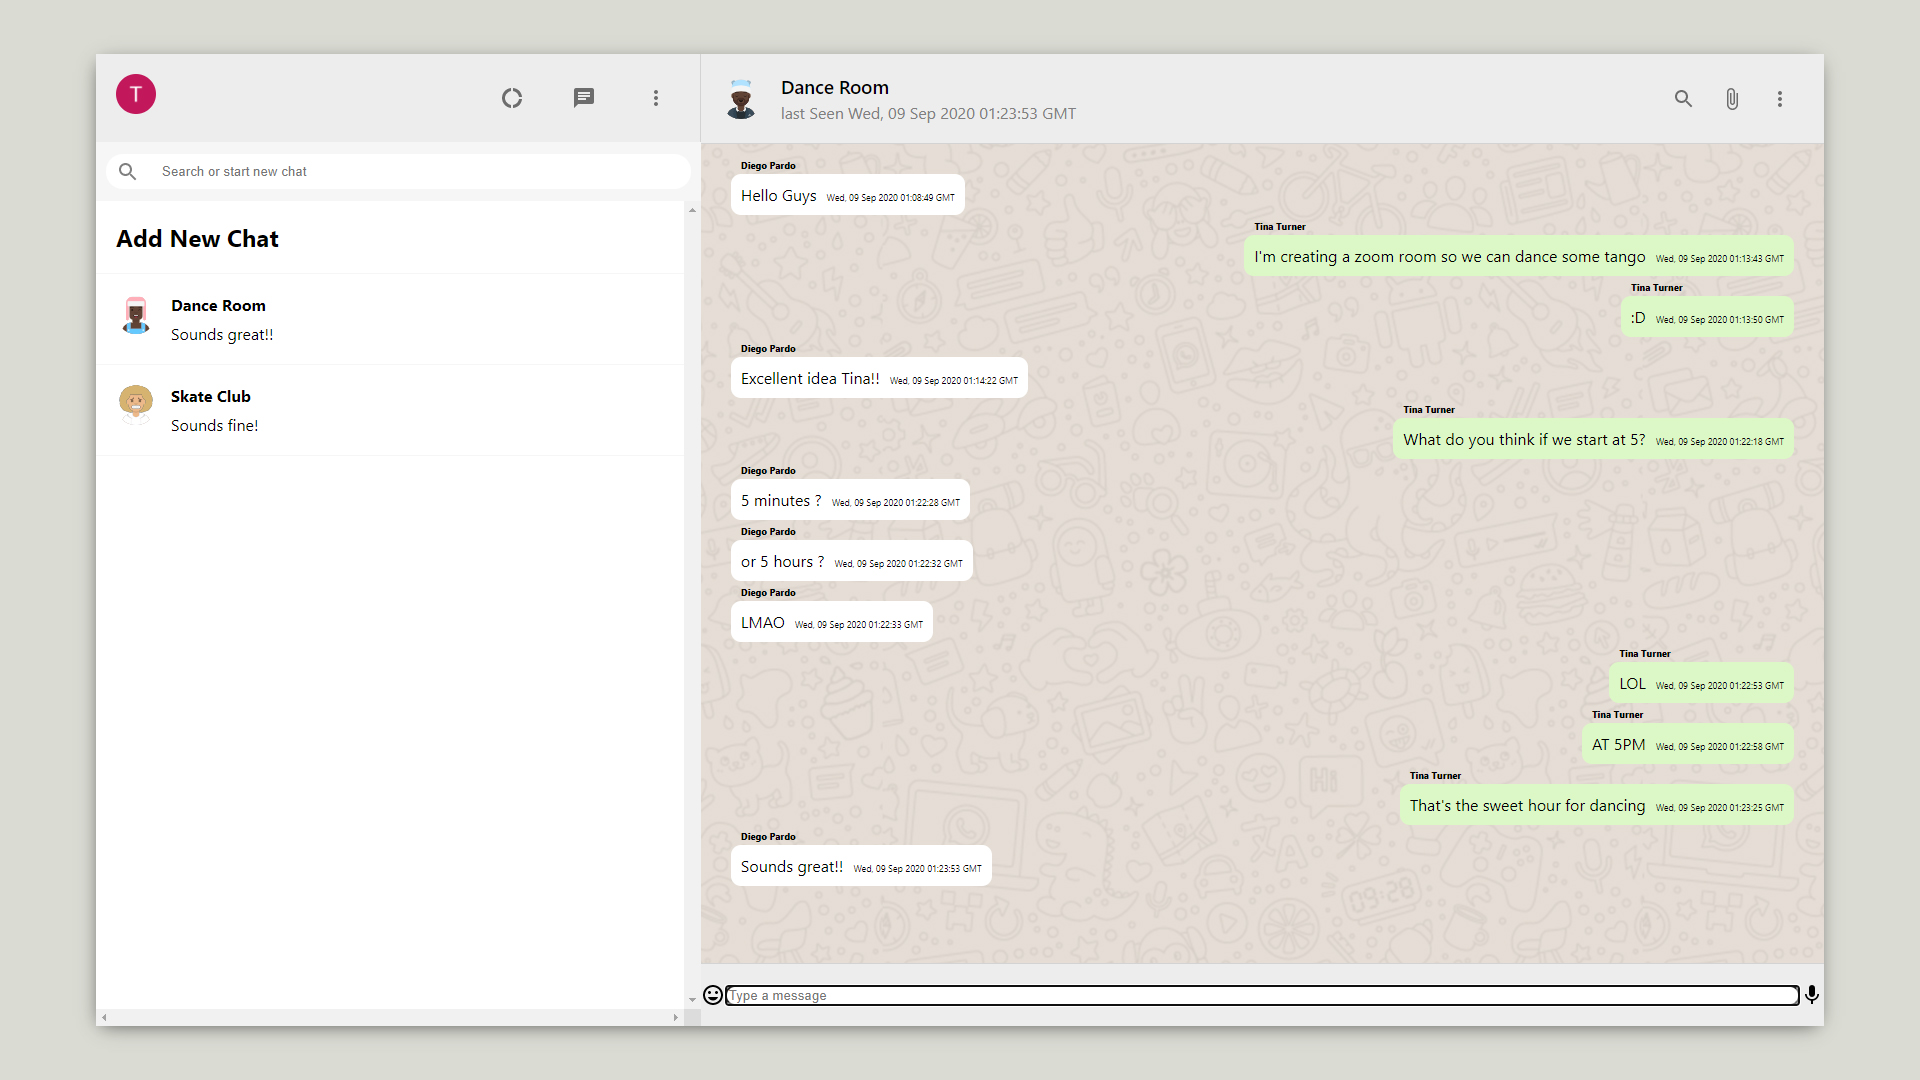 T
Search or start new chat
Add New Chat
Dance Room
Sounds great!!
Skate Club
Sounds fine!
Dance Room
last Seen Wed, 09 Sep 2020 01:23:53 GMT
Diego Pardo
Hello Guys Wed, 09 Sep 2020 01:08:49 GMT
Tina Turner
I'm creating a zoom room so we can dance some tango Wed, 09 Sep 2020 01:13:43 GMT
Tina Turner
:D Wed, 09 Sep 2020 01:13:50 GMT
Diego Pardo
Excellent idea Tina!! Wed, 09 Sep 2020 01:14:22 GMT
Tina Turner
What do you think if we start at 5? Wed, 09 Sep 2020 01:22:18 GMT
Diego Pardo
5 minutes ? Wed, 09 Sep 2020 01:22:28 GMT
Diego Pardo
or 5 hours ? Wed, 09 Sep 2020 01:22:32 GMT
Diego Pardo
LMAO Wed, 09 Sep 2020 01:22:33 GMT
Tina Turner
LOL Wed, 09 Sep 2020 01:22:53 GMT
Tina Turner
AT 5PM Wed, 09 Sep 2020 01:22:58 GMT
Hi
Tina Turner
That's the sweet hour for dancing Wed, 09 Sep 2020 01:23:25 GMT
Diego Pardo
Sounds great!! Wed, 09 Sep 2020 01:23:53 GMT
09:28
Type a message